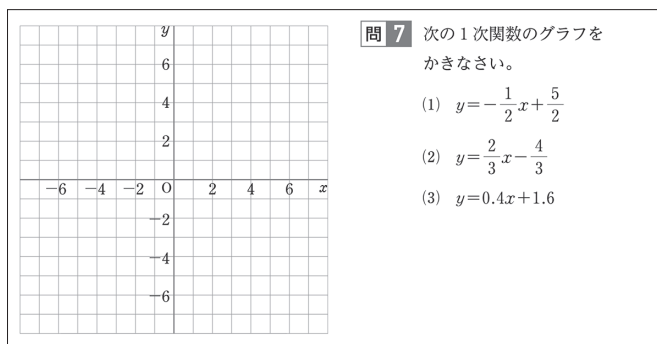 y
6
4
2
-6 -4 -2 O 2 4 6 x
-2
-4
-6
問7 次の1次関数のグラフを
かきなさい。
(1) y=-1/2x+5/2
(2) y=2/3x-4/3
(3) y=0.4x+1.6